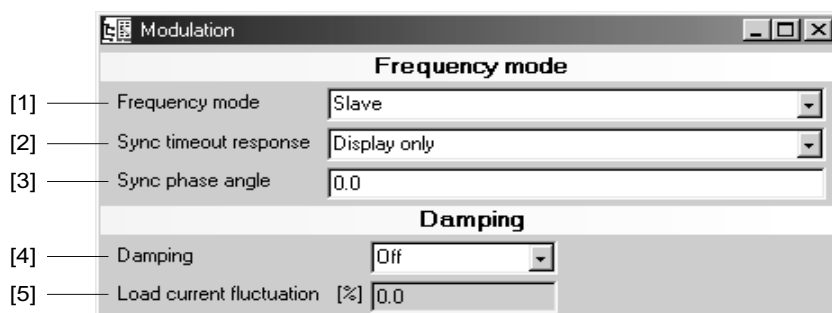 Modulation
Frequency mode
[1] Frequency mode Slave
[2] Sync timeout response Display only
[3] Sync phase angle 0.0
Damping
[4] Damping Off
[5] Load current fluctuation [%] 0.0